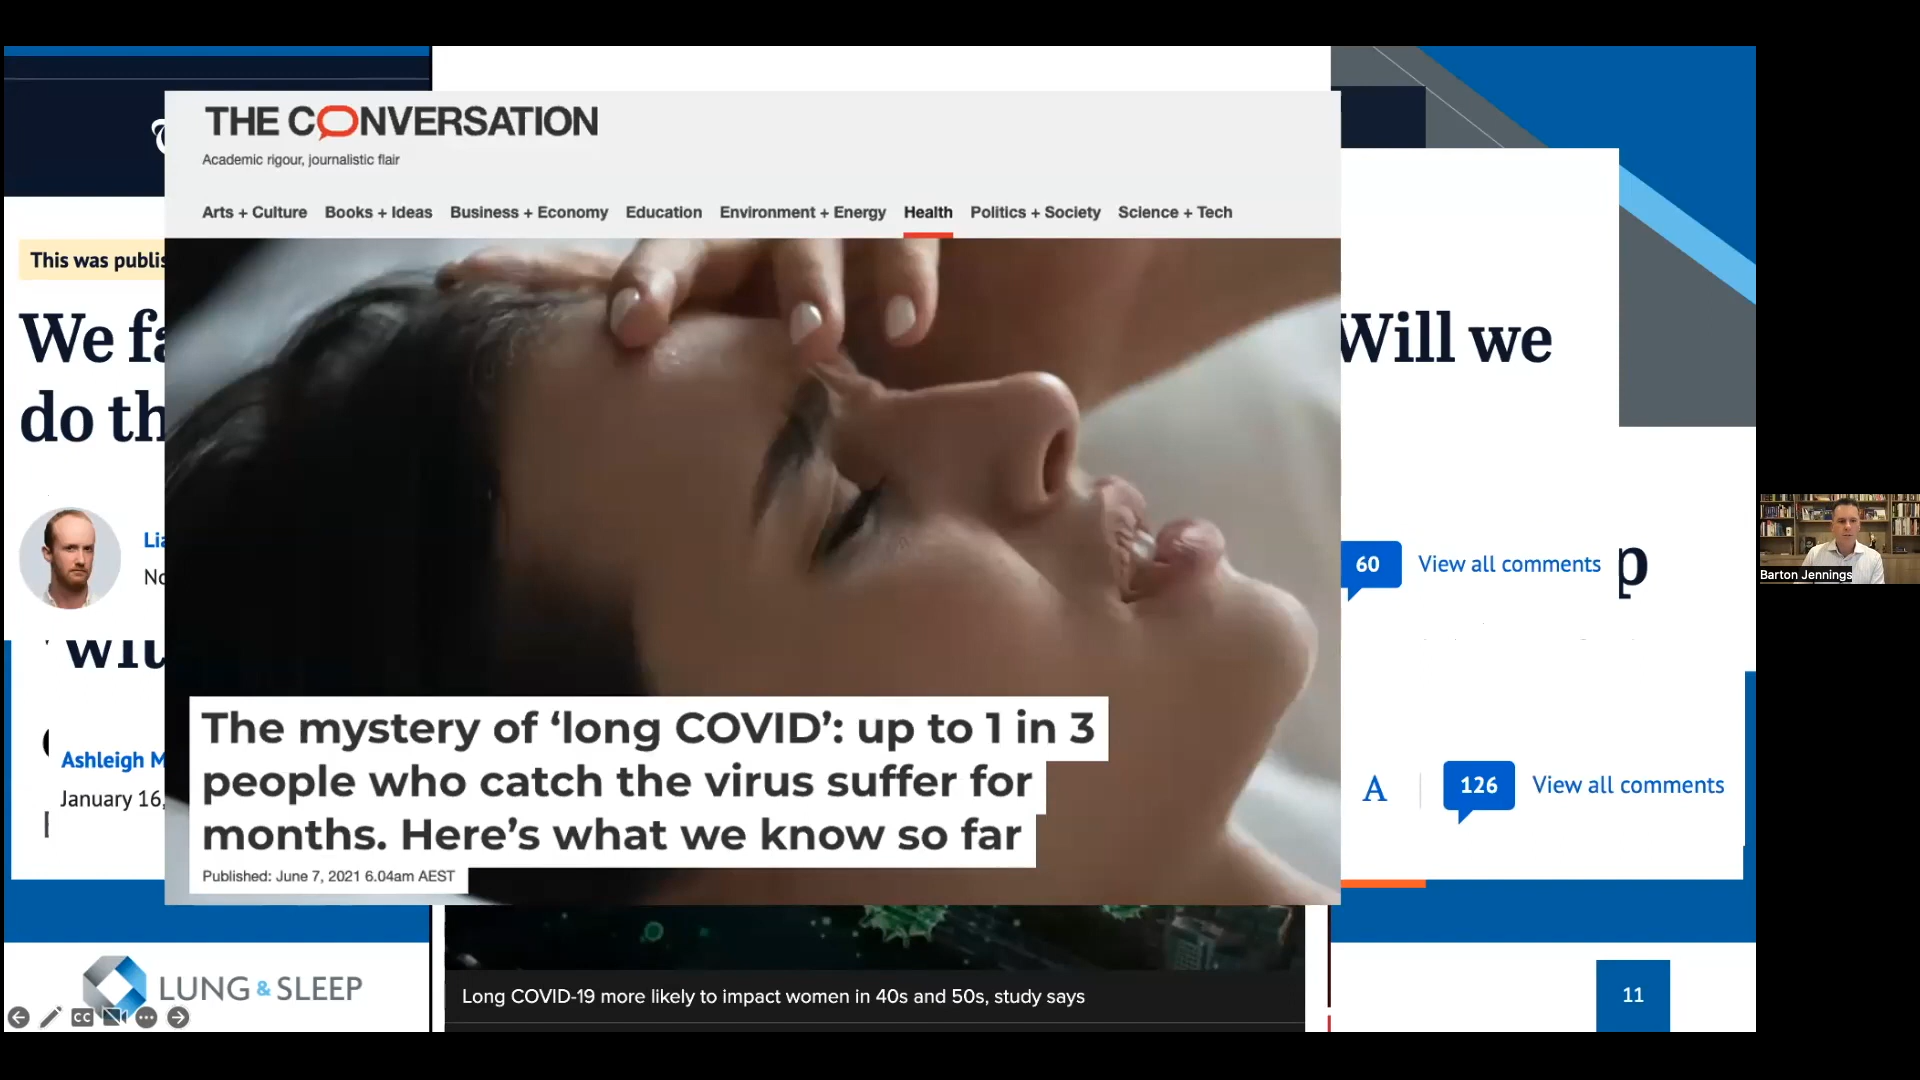 THE CONVERSATION
Academic rigour, journalistic flair
Arts + Culture Books + Ideas Business + Economy Education Environment + Energy Health Politics + Society Science + Tech
This was
We
Will we
do
60 View all comments
Barton Jennings
The mystery of ‘long COVID’: up to 1 in 3
people who catch the virus suffer for
months. Here’s what we know so far
Published: June 7, 2021 6.04am AEST
Ashleigh M
January 16,
A
126 View all comments
LUNG & SLEEP
CC
Long COVID-19 more likely to impact women in 40s and 50s, study says
11